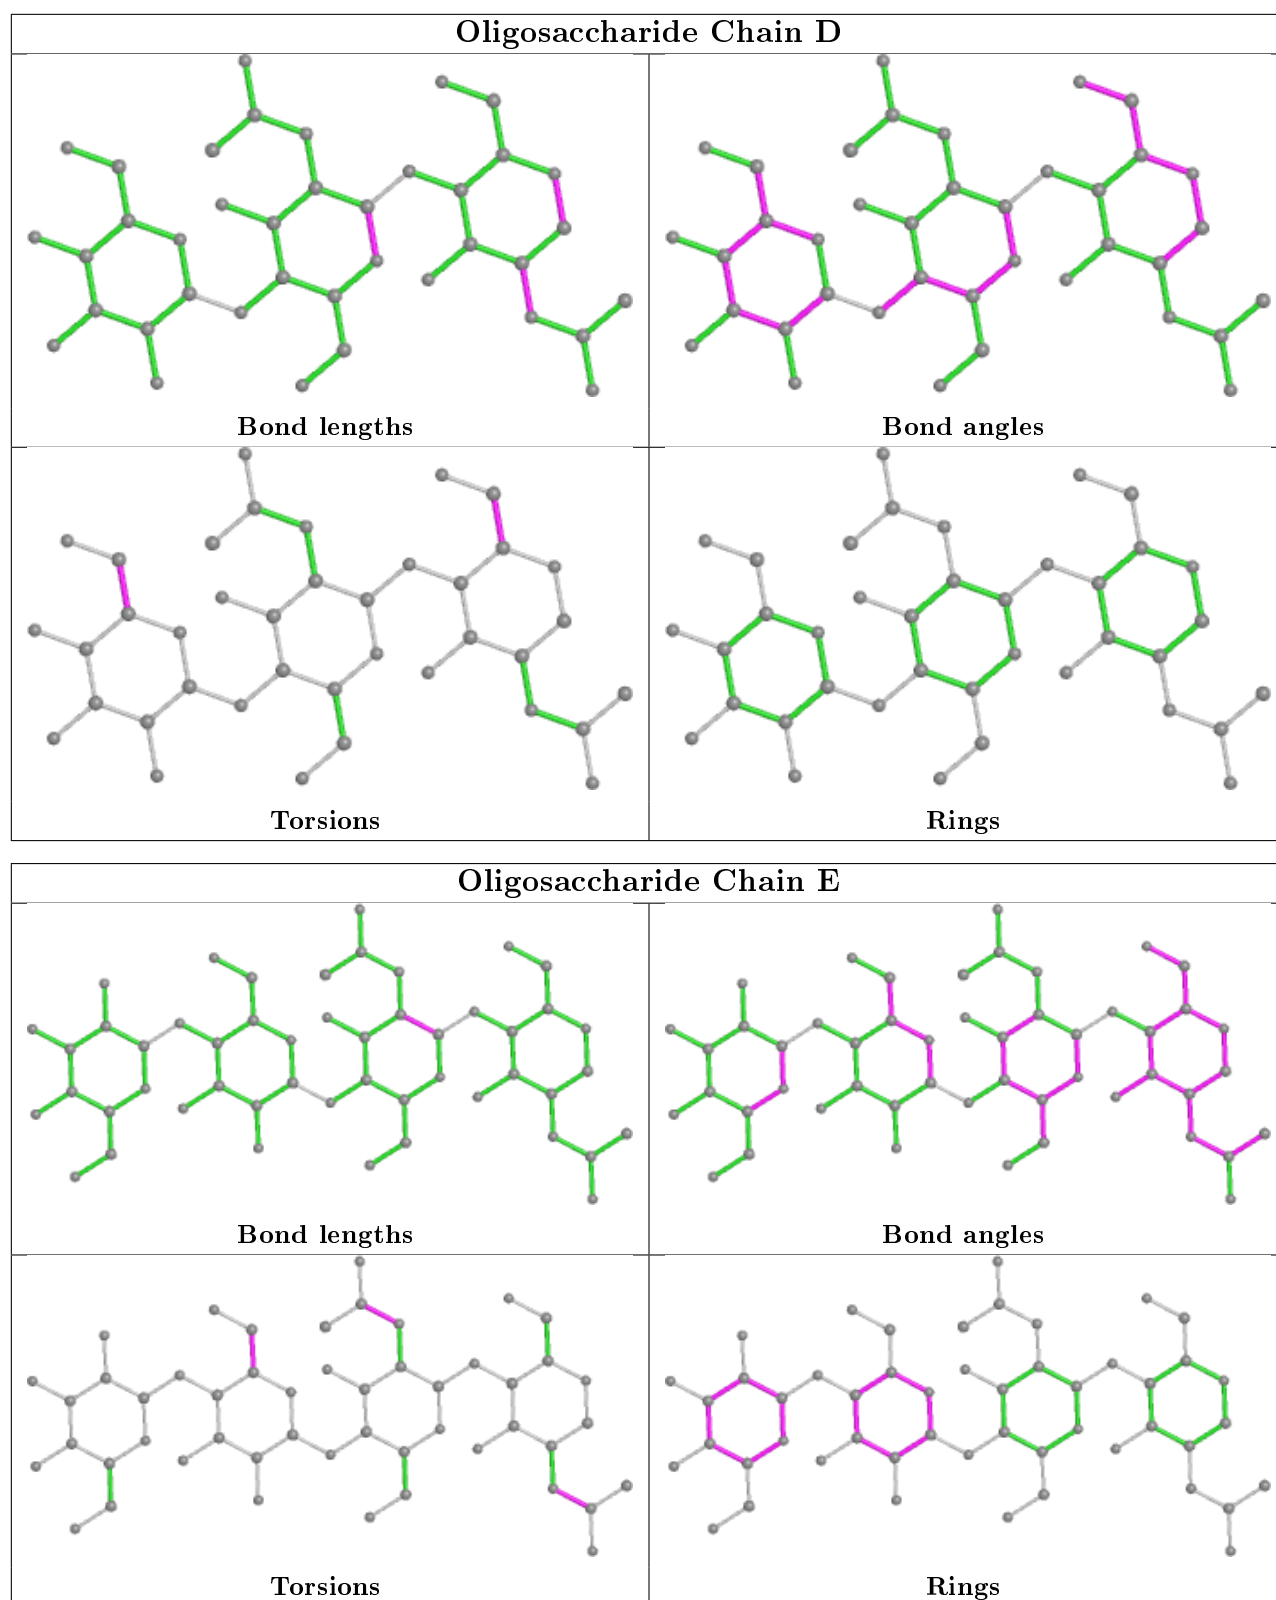 Oligosaccharide Chain D
Bond lengths
Bond angles
Torsions
Rings
Oligosaccharide Chain E
Bond lengths
Bond angles
Torsions
Rings